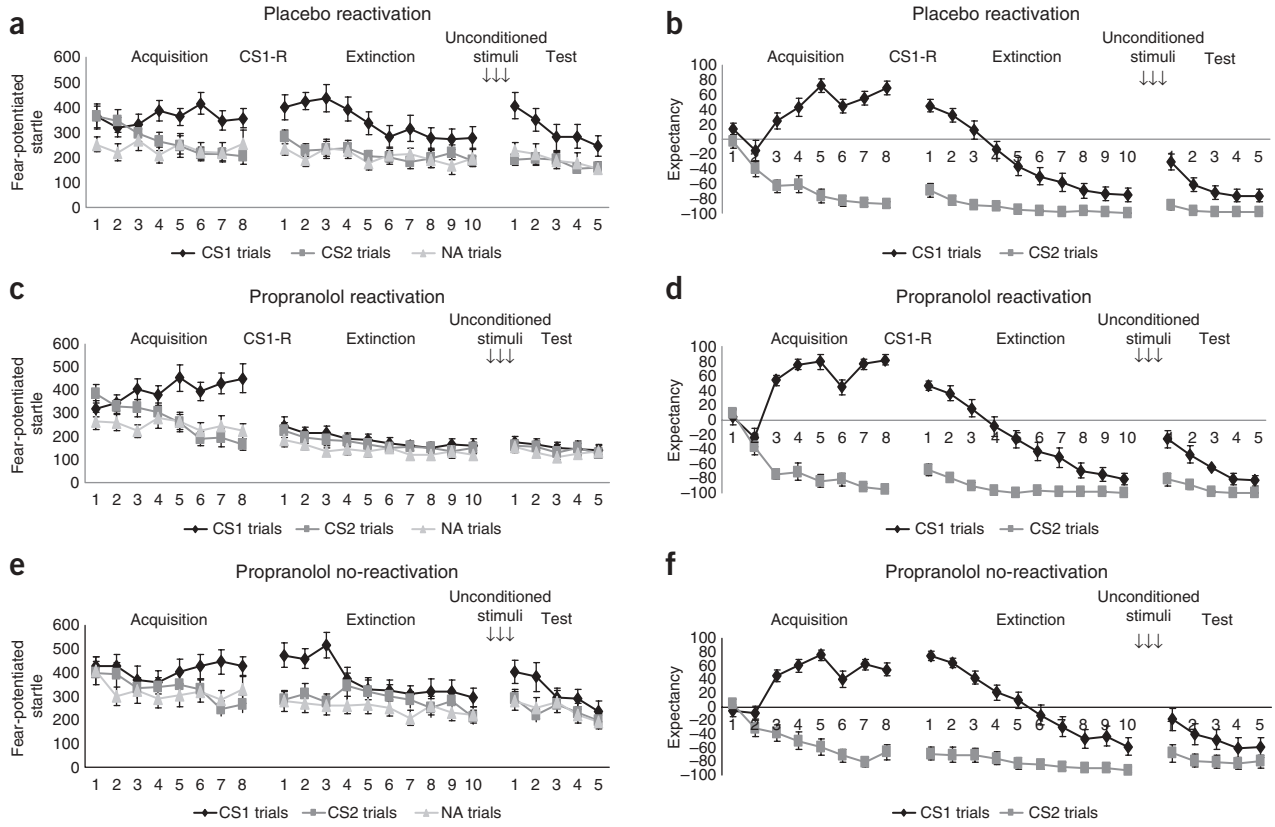 a
Placebo reactivation
Unconditioned
Acquisition CS1-R Extinction stimuli Test
↓↓↓
Fear-potentiated
startle
600
500
400
300
200
100
0
1 2 3 4 5 6 7 8 1 2 3 4 5 6 7 8 9 10 1 2 3 4 5
CS1 trials CS2 trials NA trials
b
Placebo reactivation
Unconditioned
Acquisition CS1-R Extinction stimuli Test
↓↓↓
Expectancy
100
80
60
40
20
0
−20
−40
−60
−80
−100
1 2 3 4 5 6 7 8 1 2 3 4 5 6 7 8 9 10 2 3 4 5
CS1 trials CS2 trials
c
Propranolol reactivation
Unconditioned
Acquisition CS1-R Extinction stimuli Test
↓↓↓
Fear-potentiated
startle
600
500
400
300
200
100
0
1 2 3 4 5 6 7 8 1 2 3 4 5 6 7 8 9 10 1 2 3 4 5
CS1 trials CS2 trials NA trials
d
Propranolol reactivation
Unconditioned
Acquisition CS1-R Extinction stimuli Test
↓↓↓
Expectancy
100
80
60
40
20
0
−20
−40
−60
−80
−100
1 2 3 4 5 6 7 8 1 2 3 4 5 6 7 8 9 10 2 3 4 5
CS1 trials CS2 trials
e
Propranolol no-reactivation
Unconditioned
Acquisition Extinction stimuli Test
↓↓↓
Fear-potentiated
startle
600
500
400
300
200
100
0
1 2 3 4 5 6 7 8 1 2 3 4 5 6 7 8 9 10 1 2 3 4 5
CS1 trials CS2 trials NA trials
f
Propranolol no-reactivation
Unconditioned
Acquisition Extinction stimuli Test
↓↓↓
Expectancy
100
80
60
40
20
0
−20
−40
−60
−80
−100
1 2 3 4 5 6 7 8 1 2 3 4 5 6 7 8 9 10 2 3 4 5
CS1 trials CS2 trials